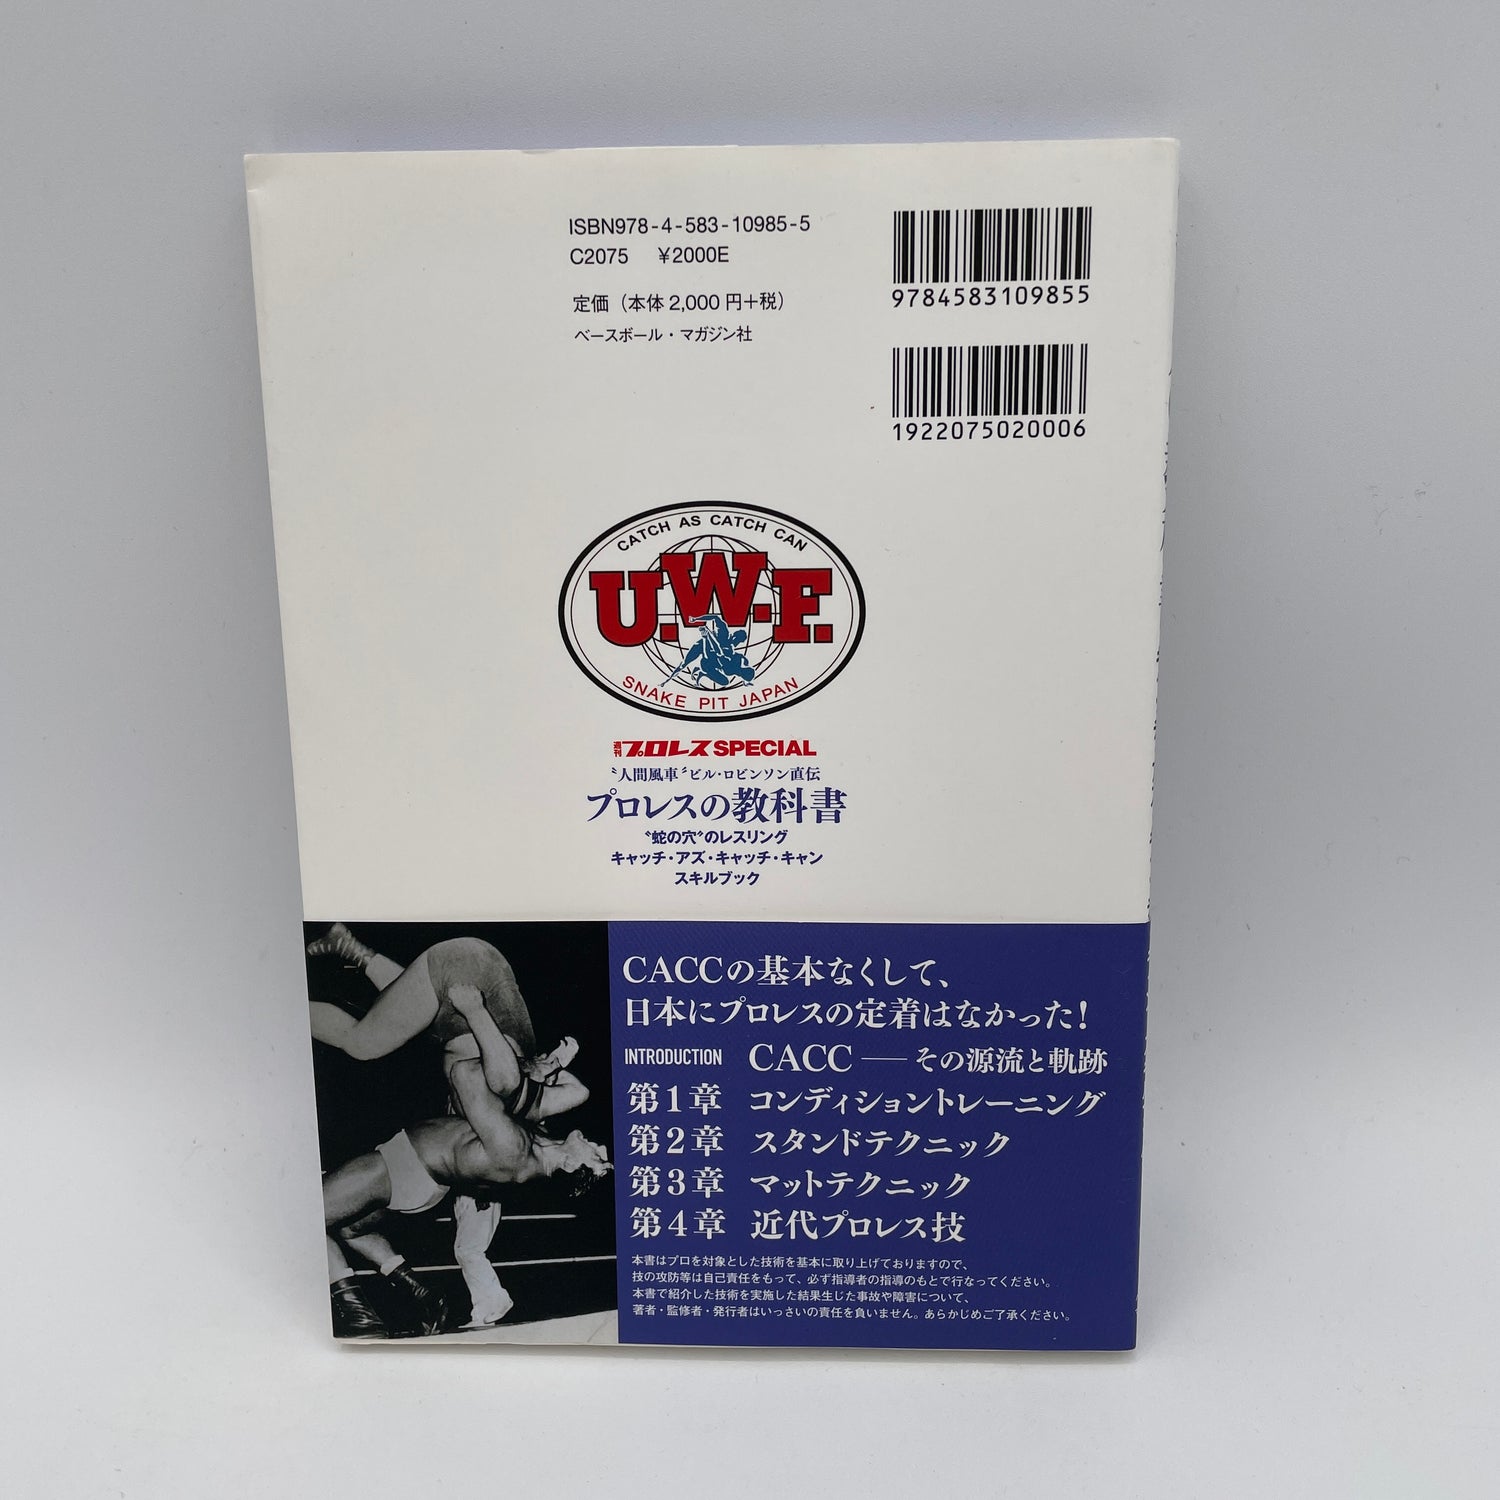 ISBN978-4-583-10985-5
C2075 ¥2000E
定価（本体2,000円+税）
ベースボール・マガジン社
9784583109855
1922075020006
CATCH AS CATCH CAN
U.W.F.
SNAKE PIT JAPAN
週刊プロレスSPECIAL
〝人間風車〟ビル・ロビンソン直伝
プロレスの教科書
〝蛇の穴〟のレスリング
キャッチ・アズ・キャッチ・キャン
スキルブック
CACCの基本なくして、
日本にプロレスの定着はなかった！
INTRODUCTION CACC──その源流と軌跡
第1章 コンディショントレーニング
第2章 スタンドテクニック
第3章 マットテクニック
第4章 近代プロレス技
本書はプロを対象とした技術を基本に取り上げておりますので、
技の攻防等は自己責任をもって、必ず指導者の指導のもとで行なってください。
本書で紹介した技術を実施した結果生じた事故や障害について、
著者・監修者・発行者はいっさいの責任を負いません。あらかじめご了承ください。